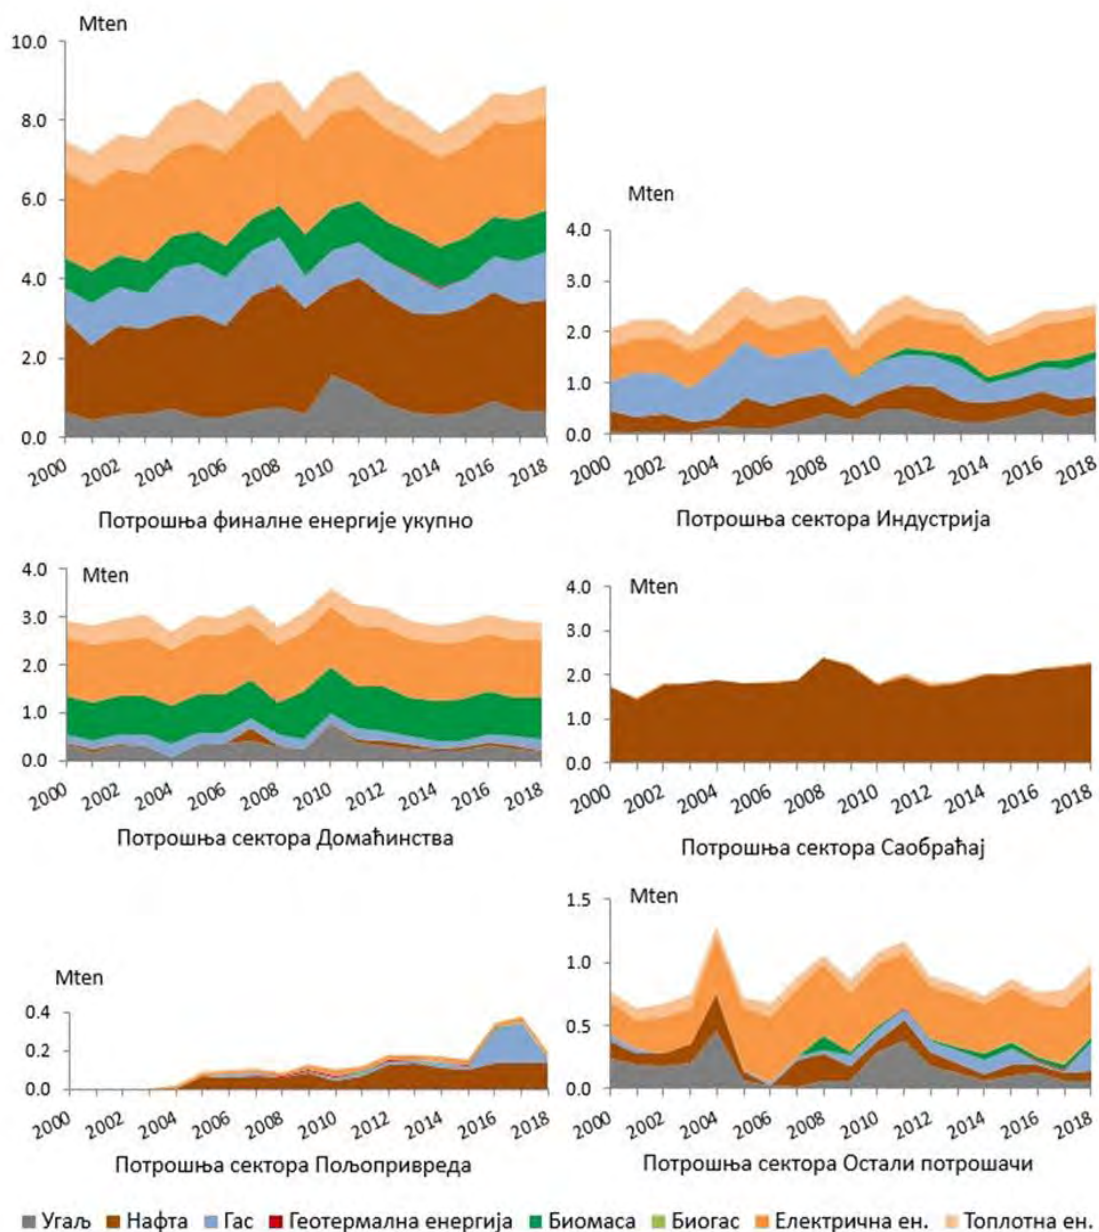 Mten
10.0
8.0
6.0
4.0
2.0
0.0
2000 2002 2004 2006 2008 2010 2012 2014 2016 2018
Потрошња финалне енергије укупно
Mten
4.0
3.0
2.0
1.0
0.0
2000 2002 2004 2006 2008 2010 2012 2014 2016 2018
Потрошња сектора Индустрија
Mten
4.0
3.0
2.0
1.0
0.0
2000 2002 2004 2006 2008 2010 2012 2014 2016 2018
Потрошња сектора Домаћинства
Mten
4.0
3.0
2.0
1.0
0.0
2000 2002 2004 2006 2008 2010 2012 2014 2016 2018
Потрошња сектора Саобраћај
Mten
0.4
0.2
0.0
2000 2002 2004 2006 2008 2010 2012 2014 2016 2018
Потрошња сектора Пољопривреда
Mten
1.5
1.0
0.5
0.0
2000 2002 2004 2006 2008 2010 2012 2014 2016 2018
Потрошња сектора Остали потрошачи
Угаљ Нафта Гас Геотермална енергија Биомаса Биогас Електрична ен. Топлотна ен.